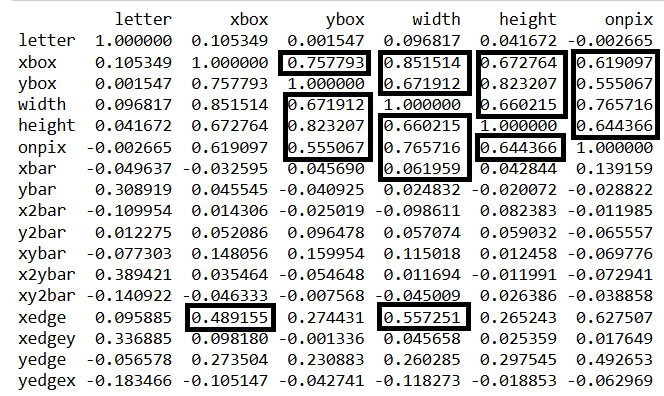 letter xbox ybox width height onpix
letter 1.000000 0.105349 0.001547 0.096817 0.041672 -0.002665
xbox 0.105349 1.000000 0.757793 0.851514 0.672764 0.619097
ybox 0.001547 0.757793 1.000000 0.671912 0.823207 0.555067
width 0.096817 0.851514 0.671912 1.000000 0.660215 0.765716
height 0.041672 0.672764 0.823207 0.660215 1.000000 0.644366
onpix -0.002665 0.619097 0.555067 0.765716 0.644366 1.000000
xbar -0.049637 -0.032595 0.045690 0.061959 0.042844 0.139159
ybar 0.308919 0.045545 -0.040925 0.024832 -0.020072 -0.028822
x2bar -0.109954 0.014306 -0.025019 -0.098611 0.082383 -0.011985
y2bar 0.012275 0.052086 0.096478 0.057074 0.059032 -0.065557
xybar -0.077303 0.148056 0.159954 0.115018 0.012458 -0.069776
x2ybar 0.389421 0.035464 -0.054648 0.011694 -0.011991 -0.072941
xy2bar -0.140922 -0.046333 -0.007568 -0.045009 0.026386 -0.038858
xedge 0.095885 0.489155 0.274431 0.557251 0.265243 0.627507
xedgey 0.336885 0.098180 -0.001336 0.045658 0.025359 0.017649
yedge -0.056578 0.273504 0.230883 0.260285 0.297545 0.492653
yedgex -0.183466 -0.105147 -0.042741 -0.118273 -0.018853 -0.062969